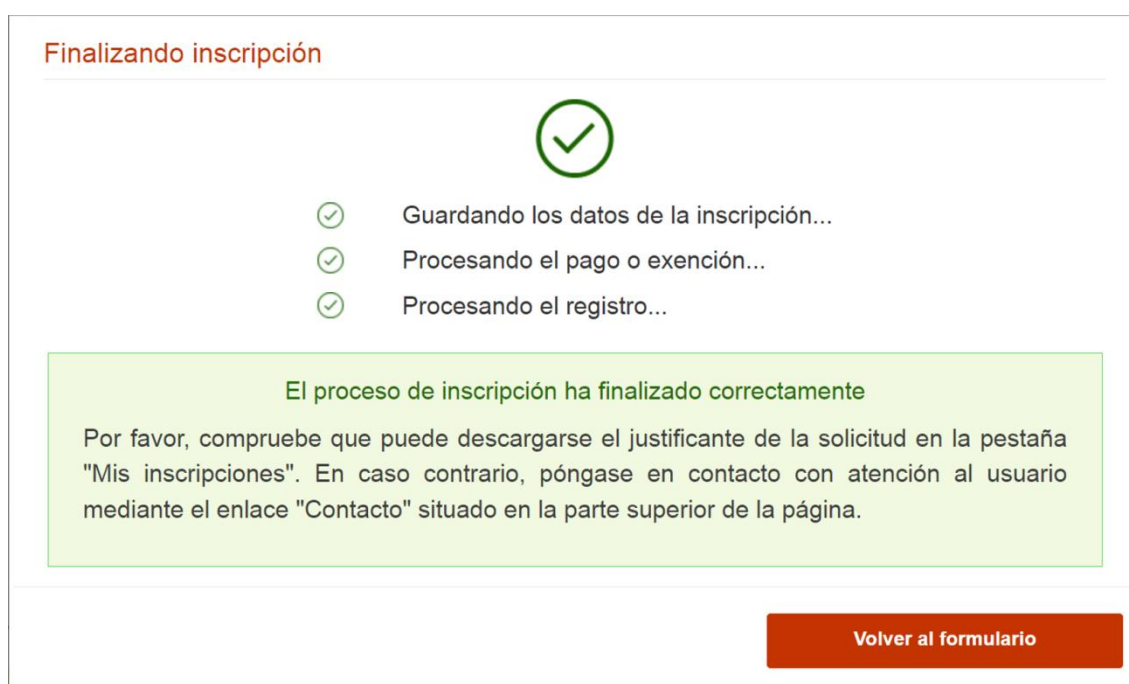 Finalizando inscripción
Guardando los datos de la inscripción...
Procesando el pago o exención...
Procesando el registro...
El proceso de inscripción ha finalizado correctamente
Por favor, compruebe que puede descargarse el justificante de la solicitud en la pestaña
"Mis inscripciones". En caso contrario, póngase en contacto con atención al usuario
mediante el enlace "Contacto" situado en la parte superior de la página.
Volver al formulario